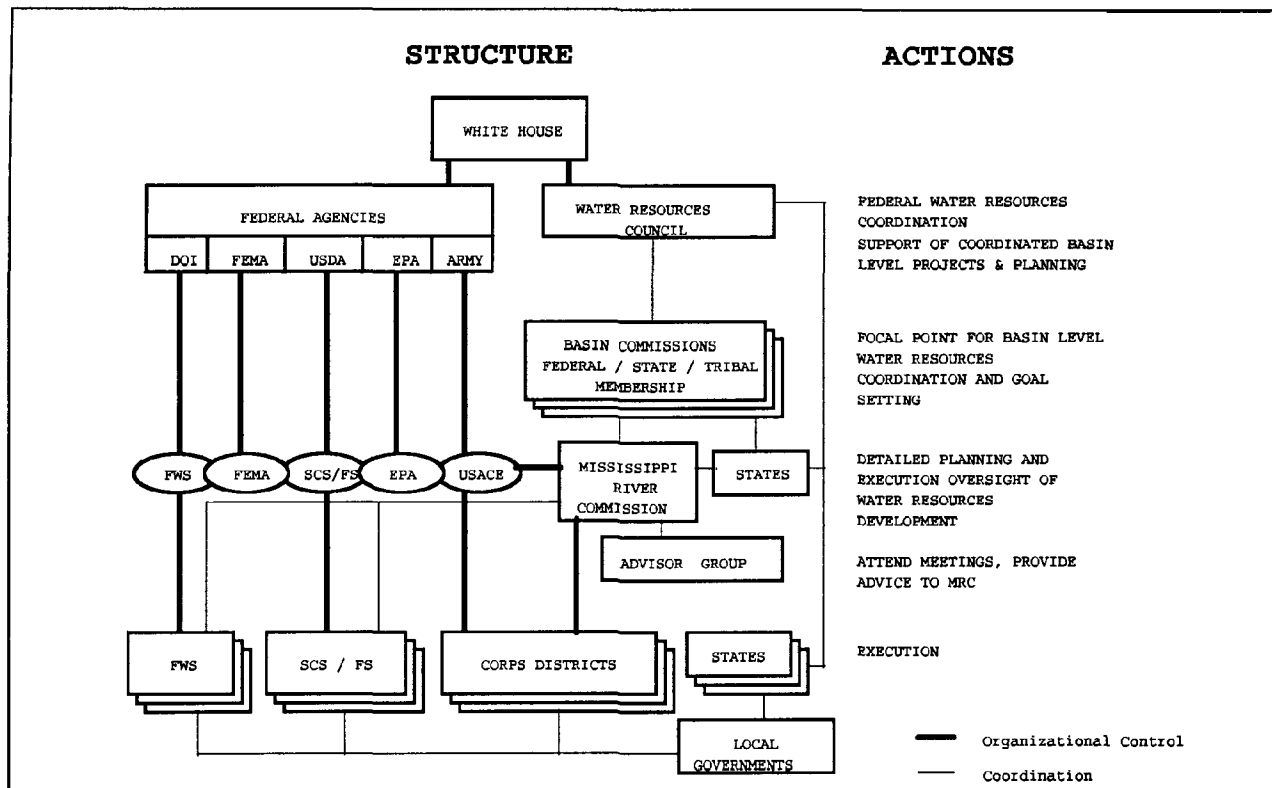 STRUCTURE
ACTIONS
WHITE HOUSE
FEDERAL AGENCIES
DOI FEMA USDA EPA ARMY
WATER RESOURCES
COUNCIL
FEDERAL WATER RESOURCES
COORDINATION
SUPPORT OF COORDINATED BASIN
LEVEL PROJECTS & PLANNING
BASIN COMMISSIONS
FEDERAL / STATE / TRIBAL
MEMBERSHIP
FOCAL POINT FOR BASIN LEVEL
WATER RESOURCES
COORDINATION AND GOAL
SETTING
FWS FEMA SCS/FS EPA USACE
MISSISSIPPI
RIVER
COMMISSION
STATES
DETAILED PLANNING AND
EXECUTION OVERSIGHT OF
WATER RESOURCES
DEVELOPMENT
ADVISOR GROUP
ATTEND MEETINGS, PROVIDE
ADVICE TO MRC
FWS
SCS / FS
CORPS DISTRICTS
STATES
EXECUTION
LOCAL
GOVERNMENTS
Organizational Control
Coordination